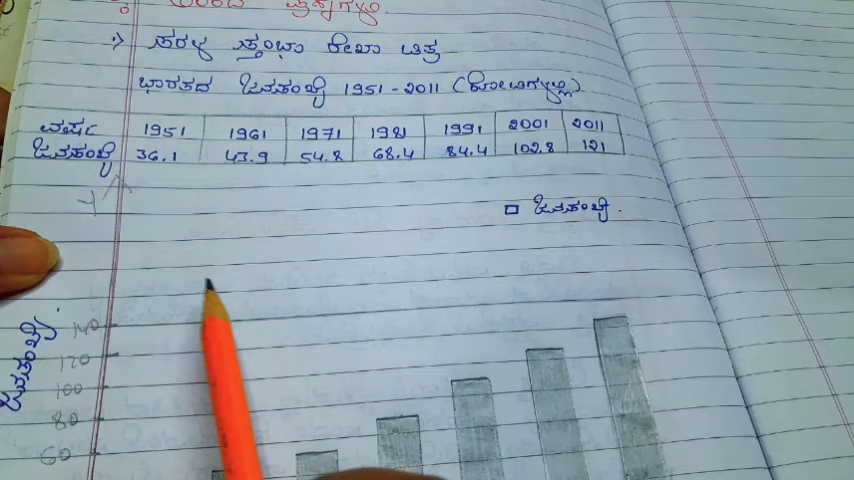 ಸರಳ ಸ್ತಂಭಾ ರೇಖಾ ಚಿತ್ರ
ಭಾರತದ ಜನಸಂಖ್ಯೆ 1951 - 2011 (ಕೋಟಿಗಳಲ್ಲಿ)
ವರ್ಷ 1951 1961 1971 1981 1991 2001 2011
ಜನಸಂಖ್ಯೆ 36.1 43.9 54.8 68.4 84.4 102.8 121
Y
ಜನಸಂಖ್ಯೆ.
ಜನಸಂಖ್ಯೆ.
140
120
100
80
60